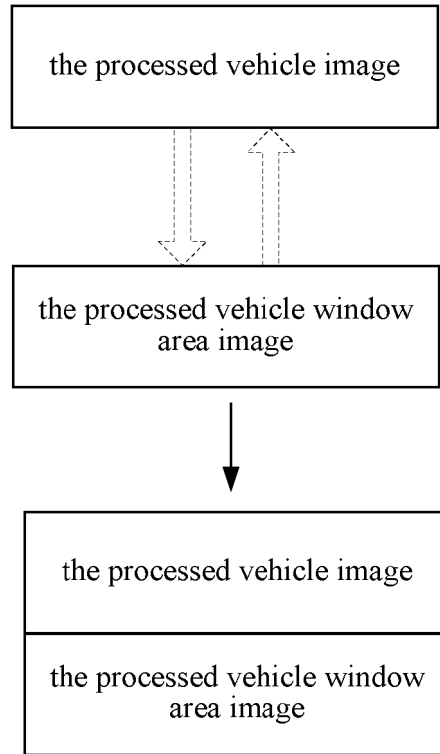 the processed vehicle image
the processed vehicle window
area image
the processed vehicle image
the processed vehicle window
area image